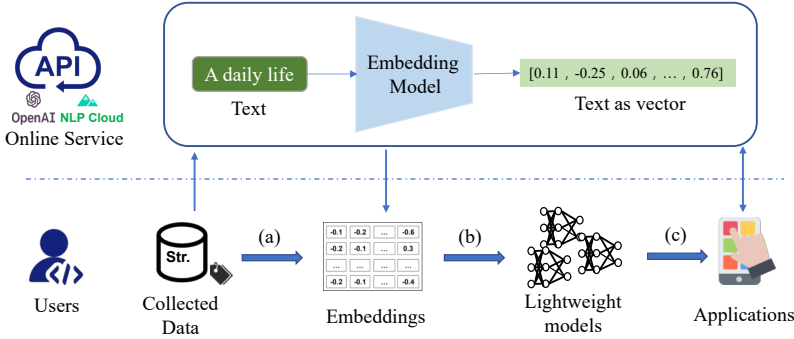 API
OpenAI NLP Cloud
Online Service
A daily life
Text
Embedding
Model
[0.11 , -0.25 , 0.06 , … , 0.76]
Text as vector
Users
Str.
Collected
Data
(a)
-0.1 -0.2 ... -0.6
-0.2 -0.1 ... 0.3
... ... ... ...
-0.2 -0.1 ... -0.4
Embeddings
(b)
Lightweight
models
(c)
Applications